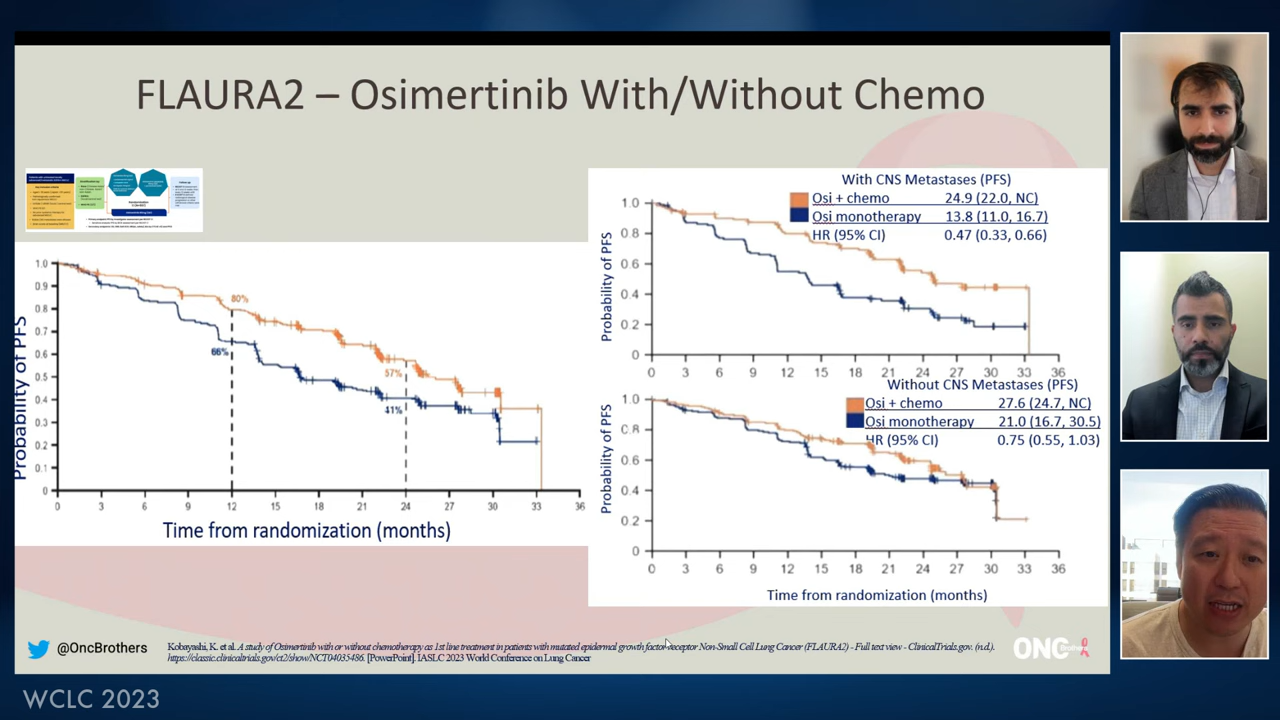 FLAURA2 – Osimertinib With/Without Chemo
Probability of PFS
1.0
0.9
0.8
0.7
0.6
0.5
0.4
0.3
0.2
0.1
0
80%
66%
57%
41%
0 3 6 9 12 15 18 21 24 27 30 33 36
Time from randomization (months)
With CNS Metastases (PFS)
Osi + chemo 24.9 (22.0, NC)
Osi monotherapy 13.8 (11.0, 16.7)
HR (95% CI) 0.47 (0.33, 0.66)
Probability of PFS
1.0
0.8
0.6
0.4
0.2
0
0 3 6 9 12 15 18 21 24 27 30 33 36
Without CNS Metastases (PFS)
Osi + chemo 27.6 (24.7, NC)
Osi monotherapy 21.0 (16.7, 30.5)
HR (95% CI) 0.75 (0.55, 1.03)
Probability of PFS
1.0
0.8
0.6
0.4
0.2
0
0 3 6 9 12 15 18 21 24 27 30 33 36
Time from randomization (months)
@OncBrothers
Kobayashi, K. et al. A study of Osimertinib with or without chemotherapy as 1st line treatment in patients with mutated epidermal growth factor receptor Non-Small Cell Lung Cancer (FLAURA2) - Full text view - ClinicalTrials.gov. (n.d.).
https://classic.clinicaltrials.gov/ct2/show/NCT04035486. [PowerPoint]. IASLC 2023 World Conference on Lung Cancer
ONC Brothers
WCLC 2023